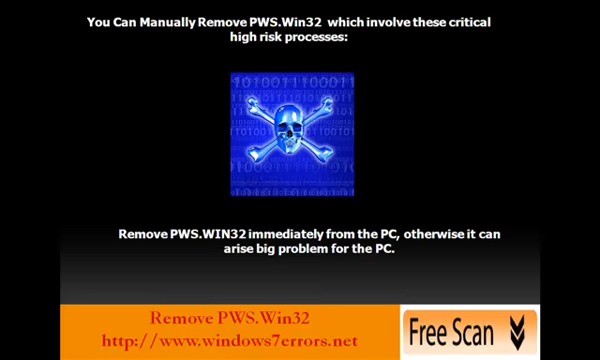 You Can Manually Remove PWS.Win32 which involve these critical
high risk processes:
Remove PWS.WIN32 immediately from the PC, otherwise it can
arise big problem for the PC.
Remove PWS.Win32
http://www.windows7errors.net
Free Scan